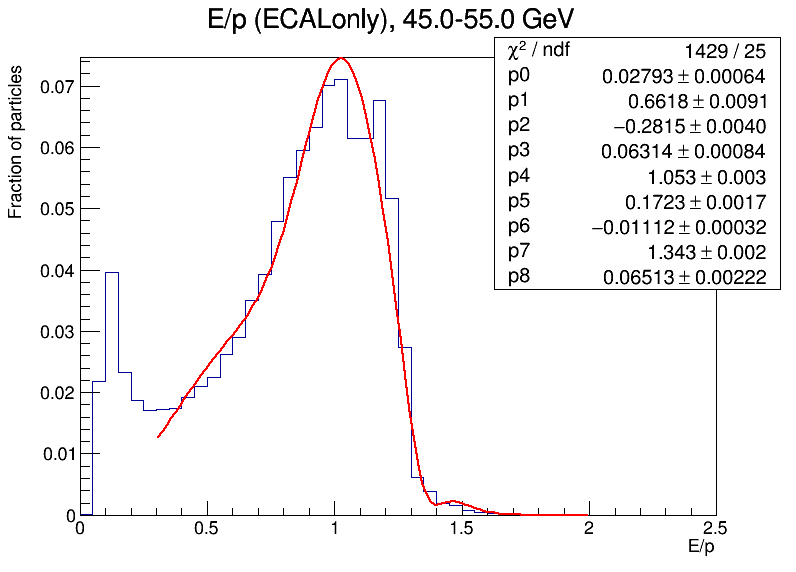 E/p (ECALonly), 45.0-55.0 GeV
χ² / ndf 1429 / 25
p0 0.02793 ± 0.00064
p1 0.6618 ± 0.0091
p2 −0.2815 ± 0.0040
p3 0.06314 ± 0.00084
p4 1.053 ± 0.003
p5 0.1723 ± 0.0017
p6 −0.01112 ± 0.00032
p7 1.343 ± 0.002
p8 0.06513 ± 0.00222
Fraction of particles
0.07
0.06
0.05
0.04
0.03
0.02
0.01
0
0 0.5 1 1.5 2 2.5
E/p